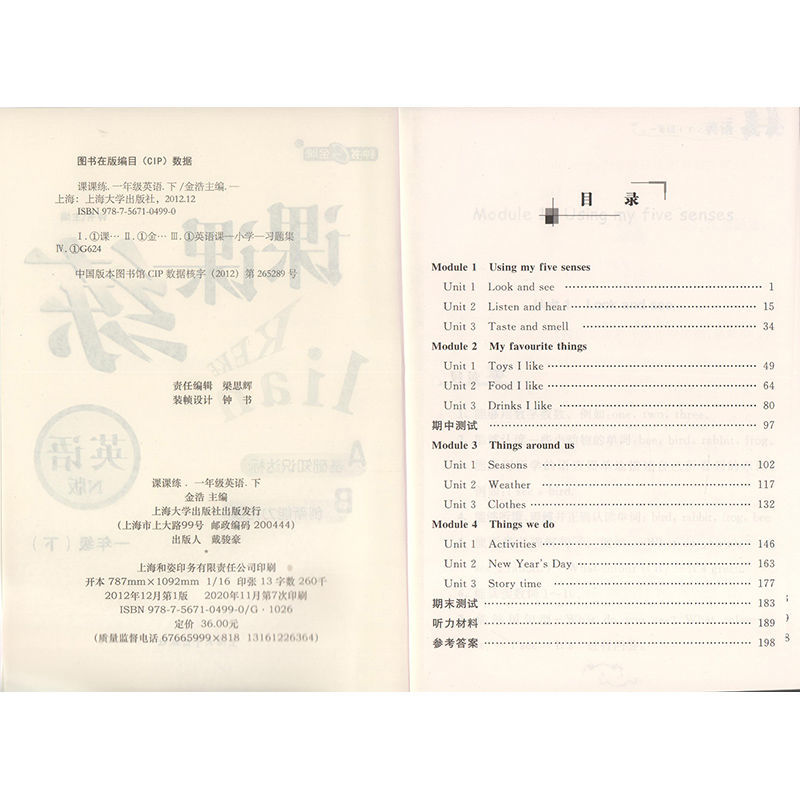 图书在版编目（CIP）数据
课课练. 一年级英语. 下/金浩主编. —
上海：上海大学出版社，2012.12
ISBN 978-7-5671-0499-0
Ⅰ.①课… Ⅱ.①金… Ⅲ.①英语课—小学—习题集
Ⅳ.①G624
中国版本图书馆 CIP 数据核字（2012）第 265289 号
责任编辑 梁思辉
装帧设计 钟 书
课课练．一年级英语. 下
金浩 主编
上海大学出版社出版发行
（上海市上大路99号 邮政编码 200444）
出版人 戴骏豪
上海和姿印务有限责任公司印刷
开本 787mm×1092mm 1/16 印张 13 字数 260千
2012年12月第1版 2020年11月第7次印刷
ISBN 978-7-5671-0499-0/G·1026
定价 36.00元
（质量监督电话 67665999×818 13161226364）
目 录
Module 1 Using my five senses
Unit 1 Look and see 1
Unit 2 Listen and hear 15
Unit 3 Taste and smell 34
Module 2 My favourite things
Unit 1 Toys I like 49
Unit 2 Food I like 64
Unit 3 Drinks I like 80
期中测试 97
Module 3 Things around us
Unit 1 Seasons 102
Unit 2 Weather 117
Unit 3 Clothes 132
Module 4 Things we do
Unit 1 Activities 146
Unit 2 New Year's Day 163
Unit 3 Story time 177
期末测试 183
听力材料 189
参考答案 198